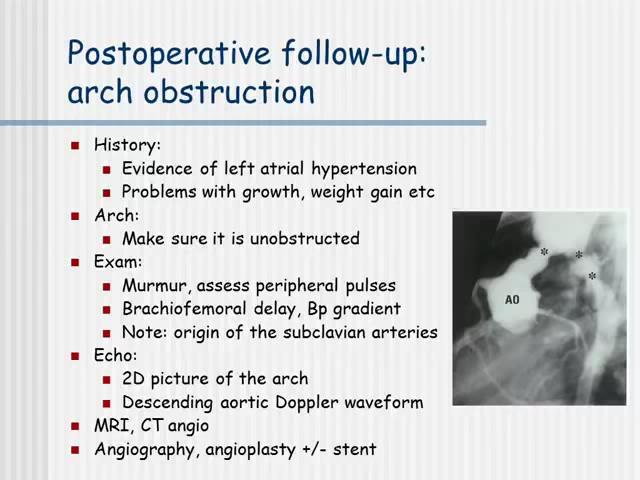 Postoperative follow-up:
arch obstruction
History:
Evidence of left atrial hypertension
Problems with growth, weight gain etc
Arch:
Make sure it is unobstructed
Exam:
Murmur, assess peripheral pulses
Brachiofemoral delay, Bp gradient
Note: origin of the subclavian arteries
Echo:
2D picture of the arch
Descending aortic Doppler waveform
MRI, CT angio
Angiography, angioplasty +/- stent
* * *
AO